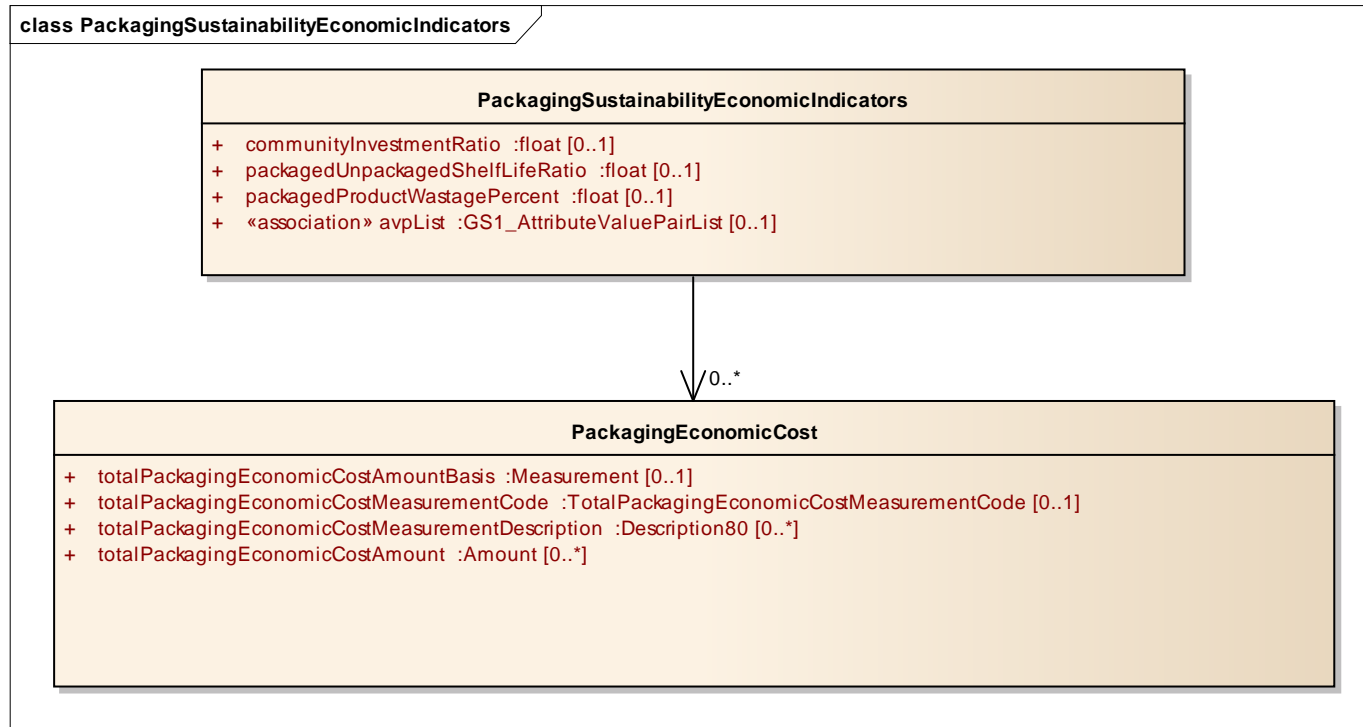 class PackagingSustainabilityEconomicIndicators
PackagingSustainabilityEconomicIndicators
+ communityInvestmentRatio :float [0..1]
+ packagedUnpackagedShelfLifeRatio :float [0..1]
+ packagedProductWastagePercent :float [0..1]
+ «association» avpList :GS1_AttributeValuePairList [0..1]
0..*
PackagingEconomicCost
+ totalPackagingEconomicCostAmountBasis :Measurement [0..1]
+ totalPackagingEconomicCostMeasurementCode :TotalPackagingEconomicCostMeasurementCode [0..1]
+ totalPackagingEconomicCostMeasurementDescription :Description80 [0..*]
+ totalPackagingEconomicCostAmount :Amount [0..*]